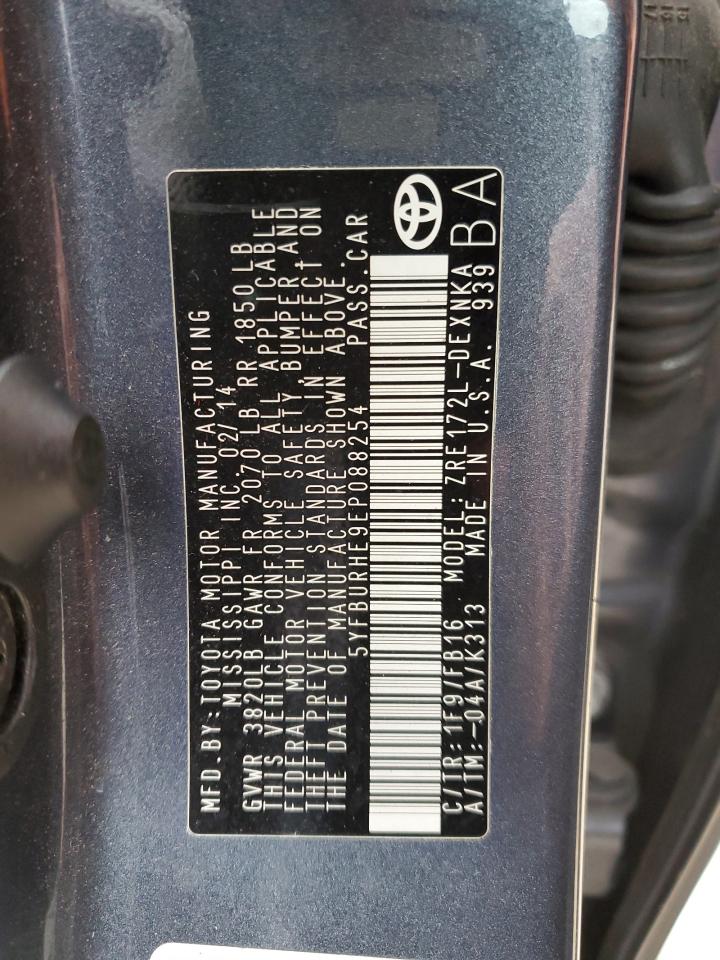 MFD.BY:TOYOTA MOTOR MANUFACTURING
MISSISSIPPI INC. 02/14
GVWR 3820LB GAWR FR 2070 LB RR 1850 LB
THIS VEHICLE CONFORMS TO ALL APPLICABLE
FEDERAL MOTOR VEHICLE SAFETY, BUMPER, AND
THEFT PREVENTION STANDARDS IN EFFECT ON
THE DATE OF MANUFACTURE SHOWN ABOVE.
5YFBURHE9EP088254 PASS.CAR
C/TR:1F9/FB16 MODEL:ZRE172L-DEXNKA
A/TM:-04A/K313 MADE IN U.S.A. 939
BA